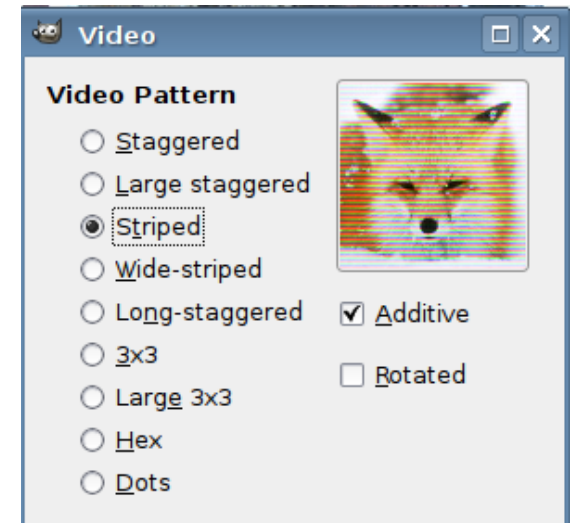 Video
Video Pattern
Staggered
Large staggered
Striped
Wide-striped
Long-staggered
3x3
Large 3x3
Hex
Dots
Additive
Rotated